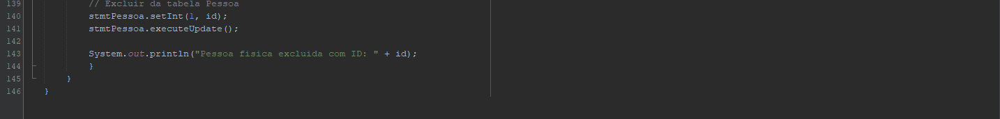 139 // Excluir da tabela Pessoa
140 stmtPessoa.setInt(1, id);
141 stmtPessoa.executeUpdate();
142
143 System.out.println("Pessoa fisica excluida com ID: " + id);
144 }
145 }
146 }